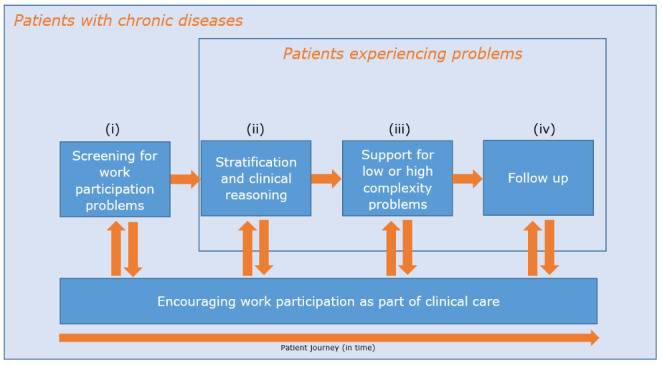 Patients with chronic diseases
Patients experiencing problems
(i)
(ii)
(iii)
(iv)
Screening for
work
participation
problems
Stratification
and clinical
reasoning
Support for
low or high
complexity
problems
Follow up
Encouraging work participation as part of clinical care
Patient Journey (in time)